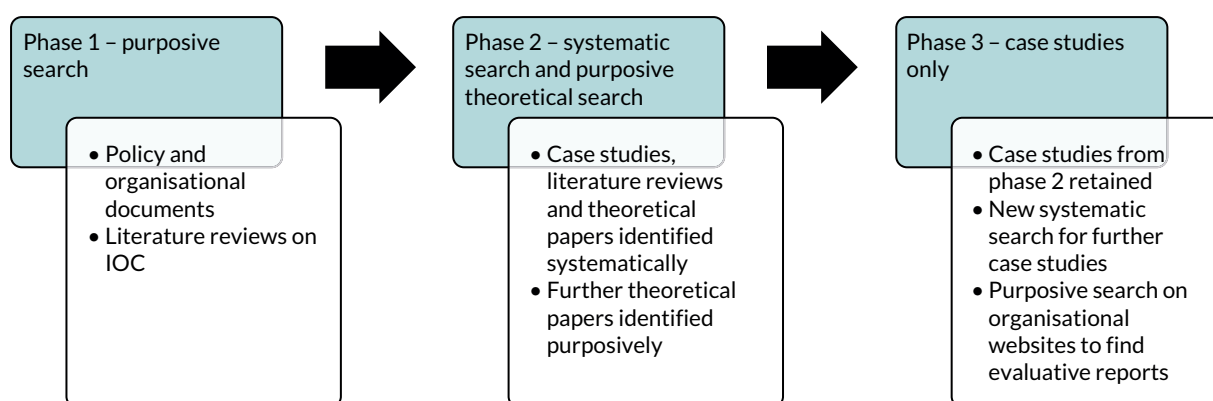 Phase 1 – purposive
search
• Policy and
organisational
documents
• Literature reviews on
IOC
Phase 2 – systematic
search and purposive
theoretical search
• Case studies,
literature reviews
and theoretical
papers identified
systematically
• Further theoretical
papers identified
purposively
Phase 3 – case studies
only
• Case studies from
phase 2 retained
• New systematic
search for further
case studies
• Purposive search on
organisational
websites to find
evaluative reports